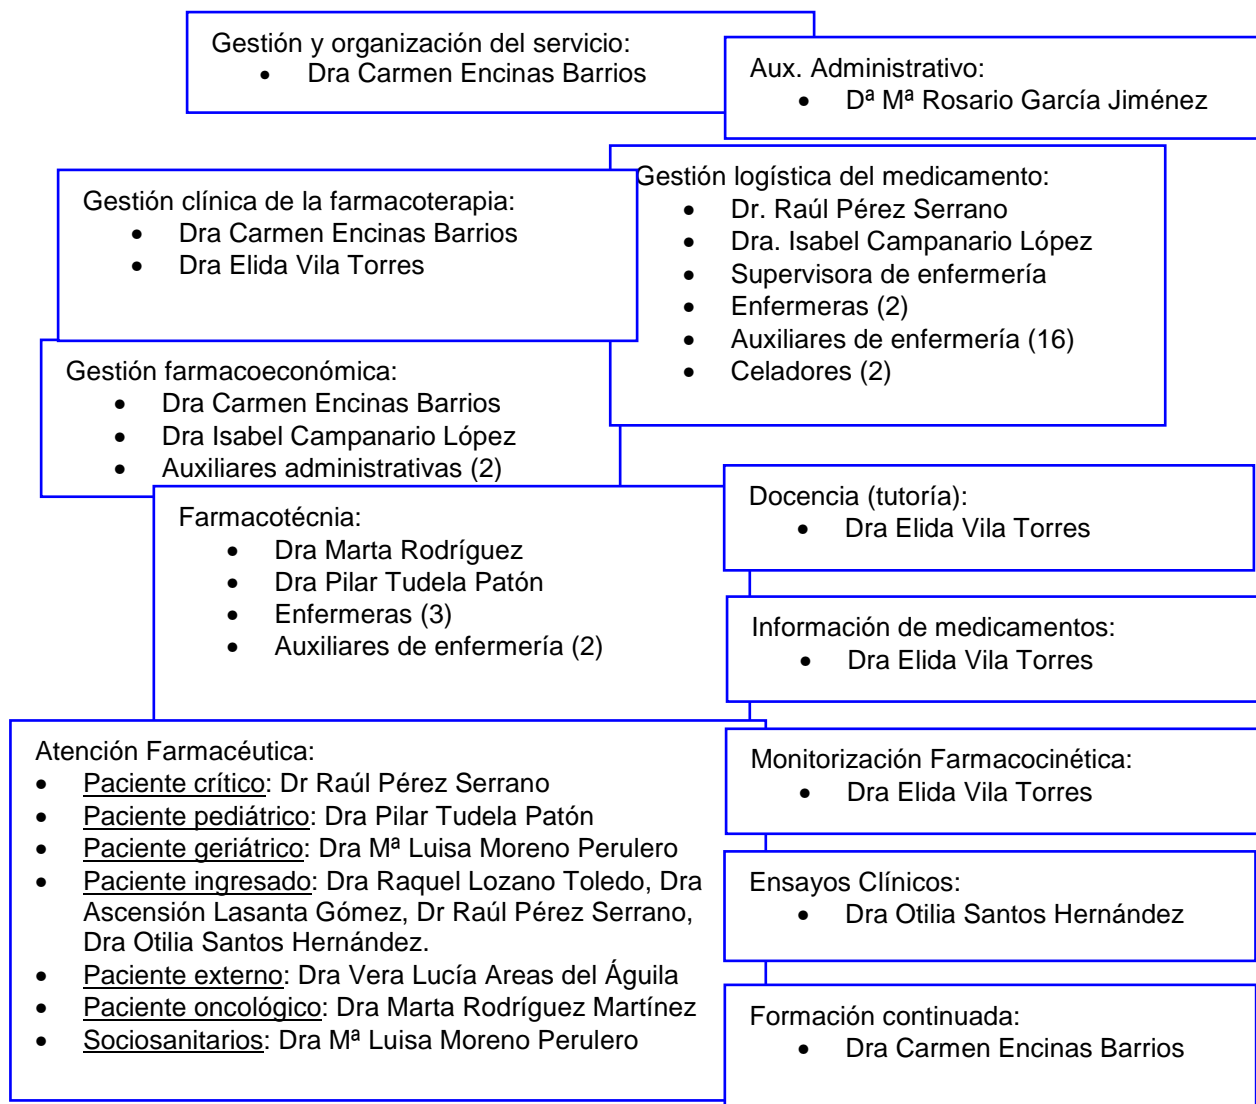 Gestión y organización del servicio:
• Dra Carmen Encinas Barrios
Aux. Administrativo:
• Dª Mª Rosario García Jiménez
Gestión clínica de la farmacoterapia:
• Dra Carmen Encinas Barrios
• Dra Elida Vila Torres
Gestión logística del medicamento:
• Dr. Raúl Pérez Serrano
• Dra. Isabel Campanario López
• Supervisora de enfermería
• Enfermeras (2)
• Auxiliares de enfermería (16)
• Celadores (2)
Gestión farmacoeconómica:
• Dra Carmen Encinas Barrios
• Dra Isabel Campanario López
• Auxiliares administrativas (2)
Farmacotécnia:
• Dra Marta Rodríguez
• Dra Pilar Tudela Patón
• Enfermeras (3)
• Auxiliares de enfermería (2)
Docencia (tutoría):
• Dra Elida Vila Torres
Información de medicamentos:
• Dra Elida Vila Torres
Atención Farmacéutica:
• Paciente crítico: Dr Raúl Pérez Serrano
• Paciente pediátrico: Dra Pilar Tudela Patón
• Paciente geriátrico: Dra Mª Luisa Moreno Perulero
• Paciente ingresado: Dra Raquel Lozano Toledo, Dra
Ascensión Lasanta Gómez, Dr Raúl Pérez Serrano,
Dra Otilia Santos Hernández.
• Paciente externo: Dra Vera Lucía Areas del Águila
• Paciente oncológico: Dra Marta Rodríguez Martínez
• Sociosanitarios: Dra Mª Luisa Moreno Perulero
Monitorización Farmacocinética:
• Dra Elida Vila Torres
Ensayos Clínicos:
• Dra Otilia Santos Hernández
Formación continuada:
• Dra Carmen Encinas Barrios